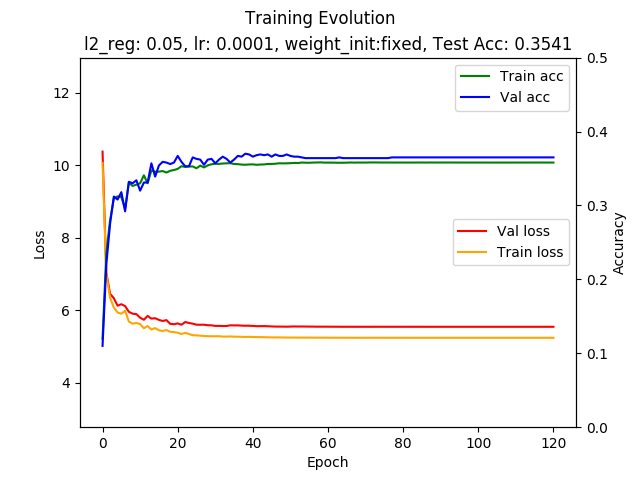 Training Evolution
l2_reg: 0.05, lr: 0.0001, weight_init:fixed, Test Acc: 0.3541
Train acc
Val acc
Val loss
Train loss
Loss
12
10
8
6
4
Accuracy
0.5
0.4
0.3
0.2
0.1
0.0
0 20 40 60 80 100 120
Epoch